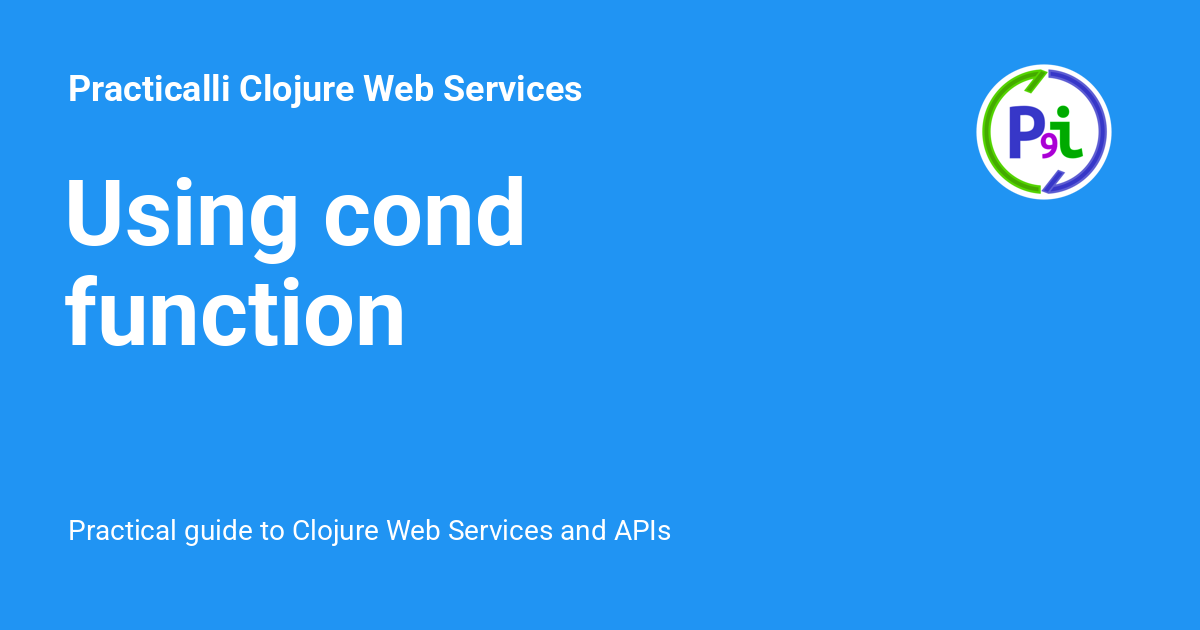 Practicalli Clojure Web Services
P9i
Using cond
function
Practical guide to Clojure Web Services and APIs